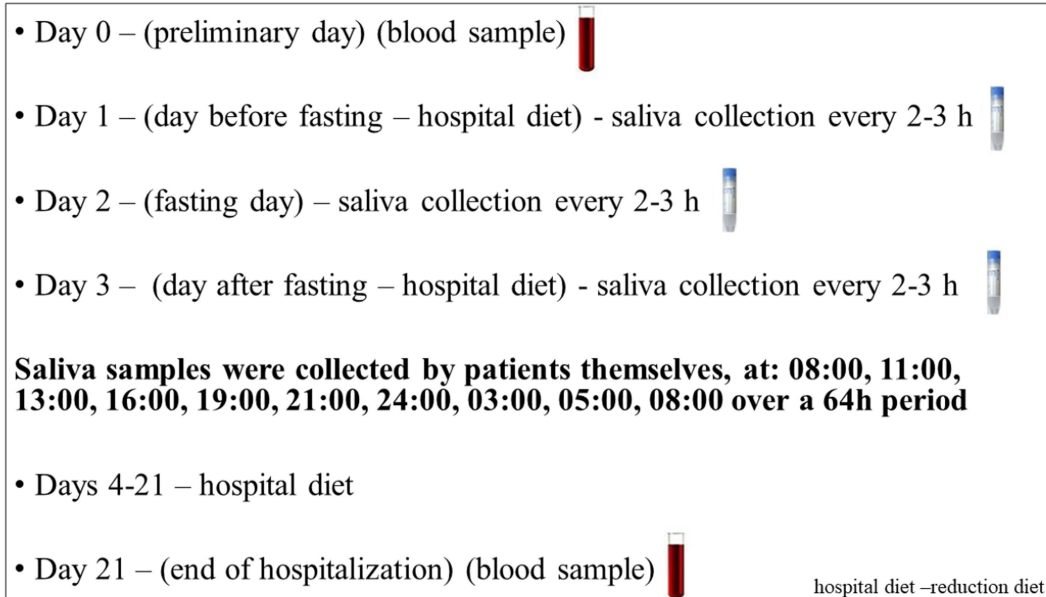 • Day 0 – (preliminary day) (blood sample)
• Day 1 – (day before fasting – hospital diet) - saliva collection every 2-3 h
• Day 2 – (fasting day) – saliva collection every 2-3 h
• Day 3 – (day after fasting – hospital diet) - saliva collection every 2-3 h
Saliva samples were collected by patients themselves, at: 08:00, 11:00,
13:00, 16:00, 19:00, 21:00, 24:00, 03:00, 05:00, 08:00 over a 64h period
• Days 4-21 – hospital diet
• Day 21 – (end of hospitalization) (blood sample)
hospital diet –reduction diet